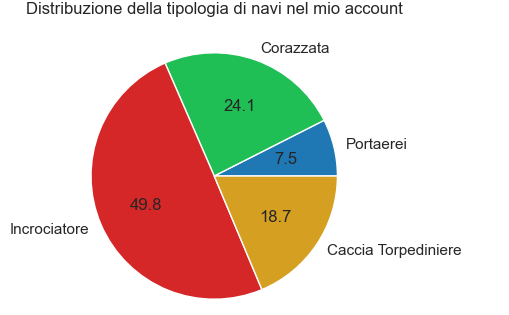 Distribuzione della tipologia di navi nel mio account
Corazzata
24.1
Portaerei
7.5
49.8
18.7
Incrociatore
Caccia Torpediniere